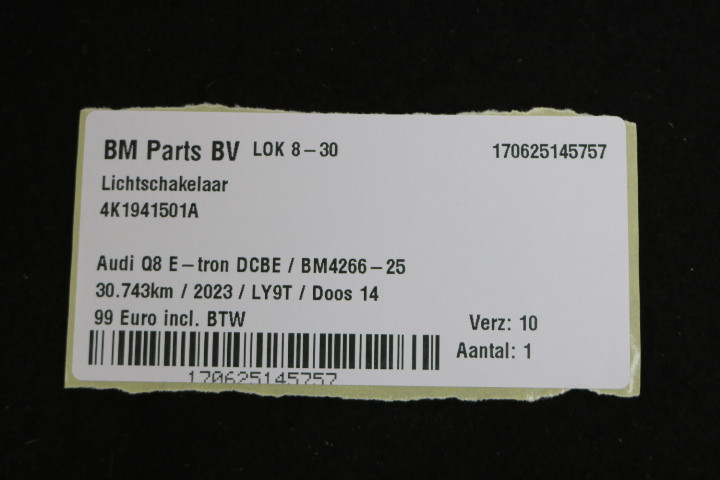 BM Parts BV LOK 8-30 170625145757
Lichtschakelaar
4K1941501A
Audi Q8 E-tron DCBE / BM4266-25
30.743km / 2023 / LY9T / Doos 14
99 Euro incl. BTW Verz: 10
Aantal: 1
170625145757